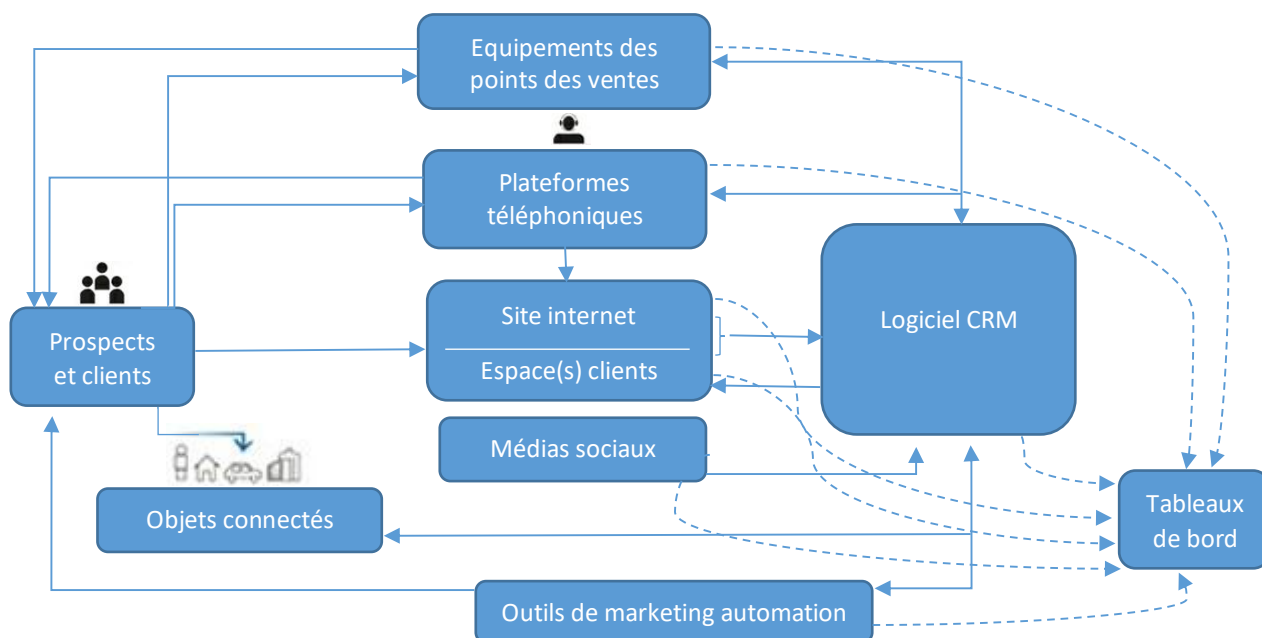 Equipements des
points des ventes
Plateformes
téléphoniques
Site internet
Espace(s) clients
Logiciel CRM
Prospects
et clients
Médias sociaux
Objets connectés
Tableaux
de bord
Outils de marketing automation